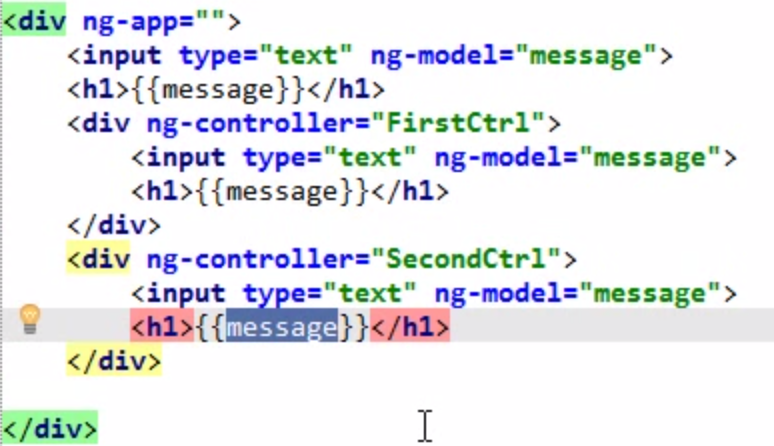 <div ng-app="">
    <input type="text" ng-model="message">
    <h1>{{message}}</h1>
    <div ng-controller="FirstCtrl">
        <input type="text" ng-model="message">
        <h1>{{message}}</h1>
    </div>
    <div ng-controller="SecondCtrl">
        <input type="text" ng-model="message">
        <h1>{{message}}</h1>
    </div>
</div>